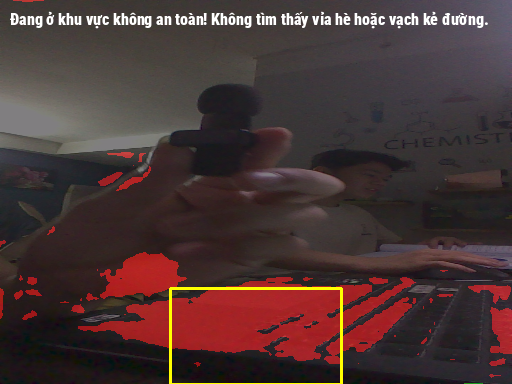 Đang ở khu vực không an toàn! Không tìm thấy vỉa hè hoặc vạch kẻ đường.
CHEMIST